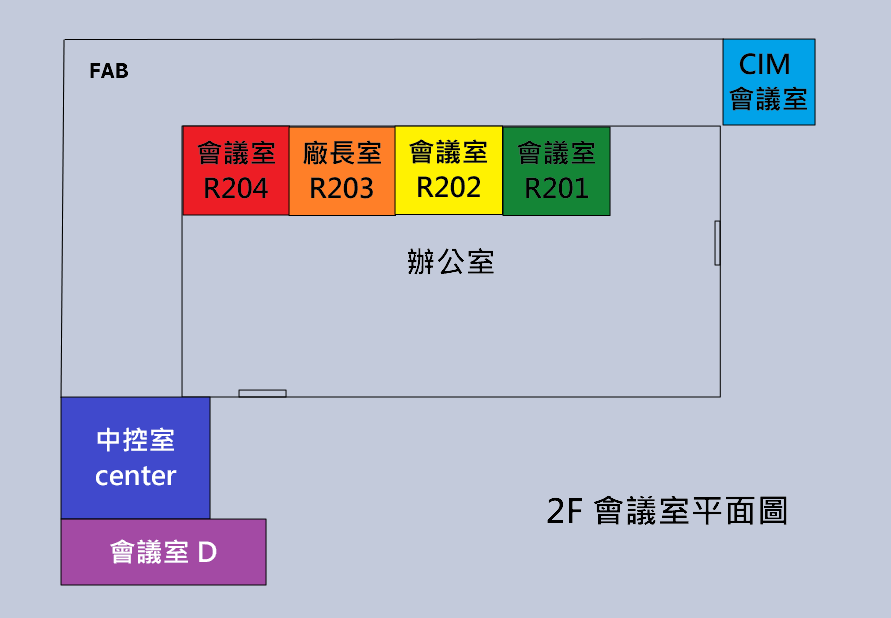 FAB
CIM
會議室
會議室
R204
廠長室
R203
會議室
R202
會議室
R201
辦公室
中控室
center
2F 會議室平面圖
會議室 D